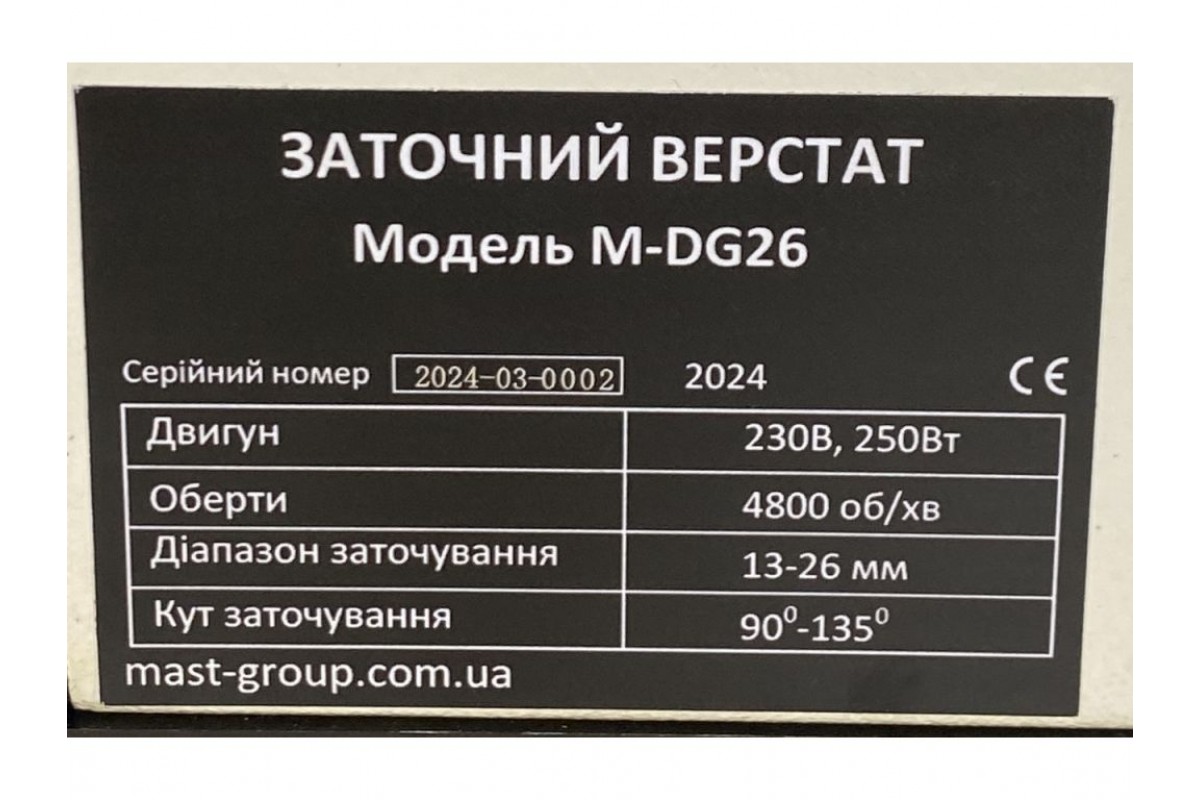 ЗАТОЧНИЙ ВЕРСТАТ
Модель M-DG26
Серійний номер 2024-03-0002 2024 CE
Двигун 230В, 250Вт
Оберти 4800 об/хв
Діапазон заточування 13-26 мм
Кут заточування 90⁰-135⁰
mast-group.com.ua